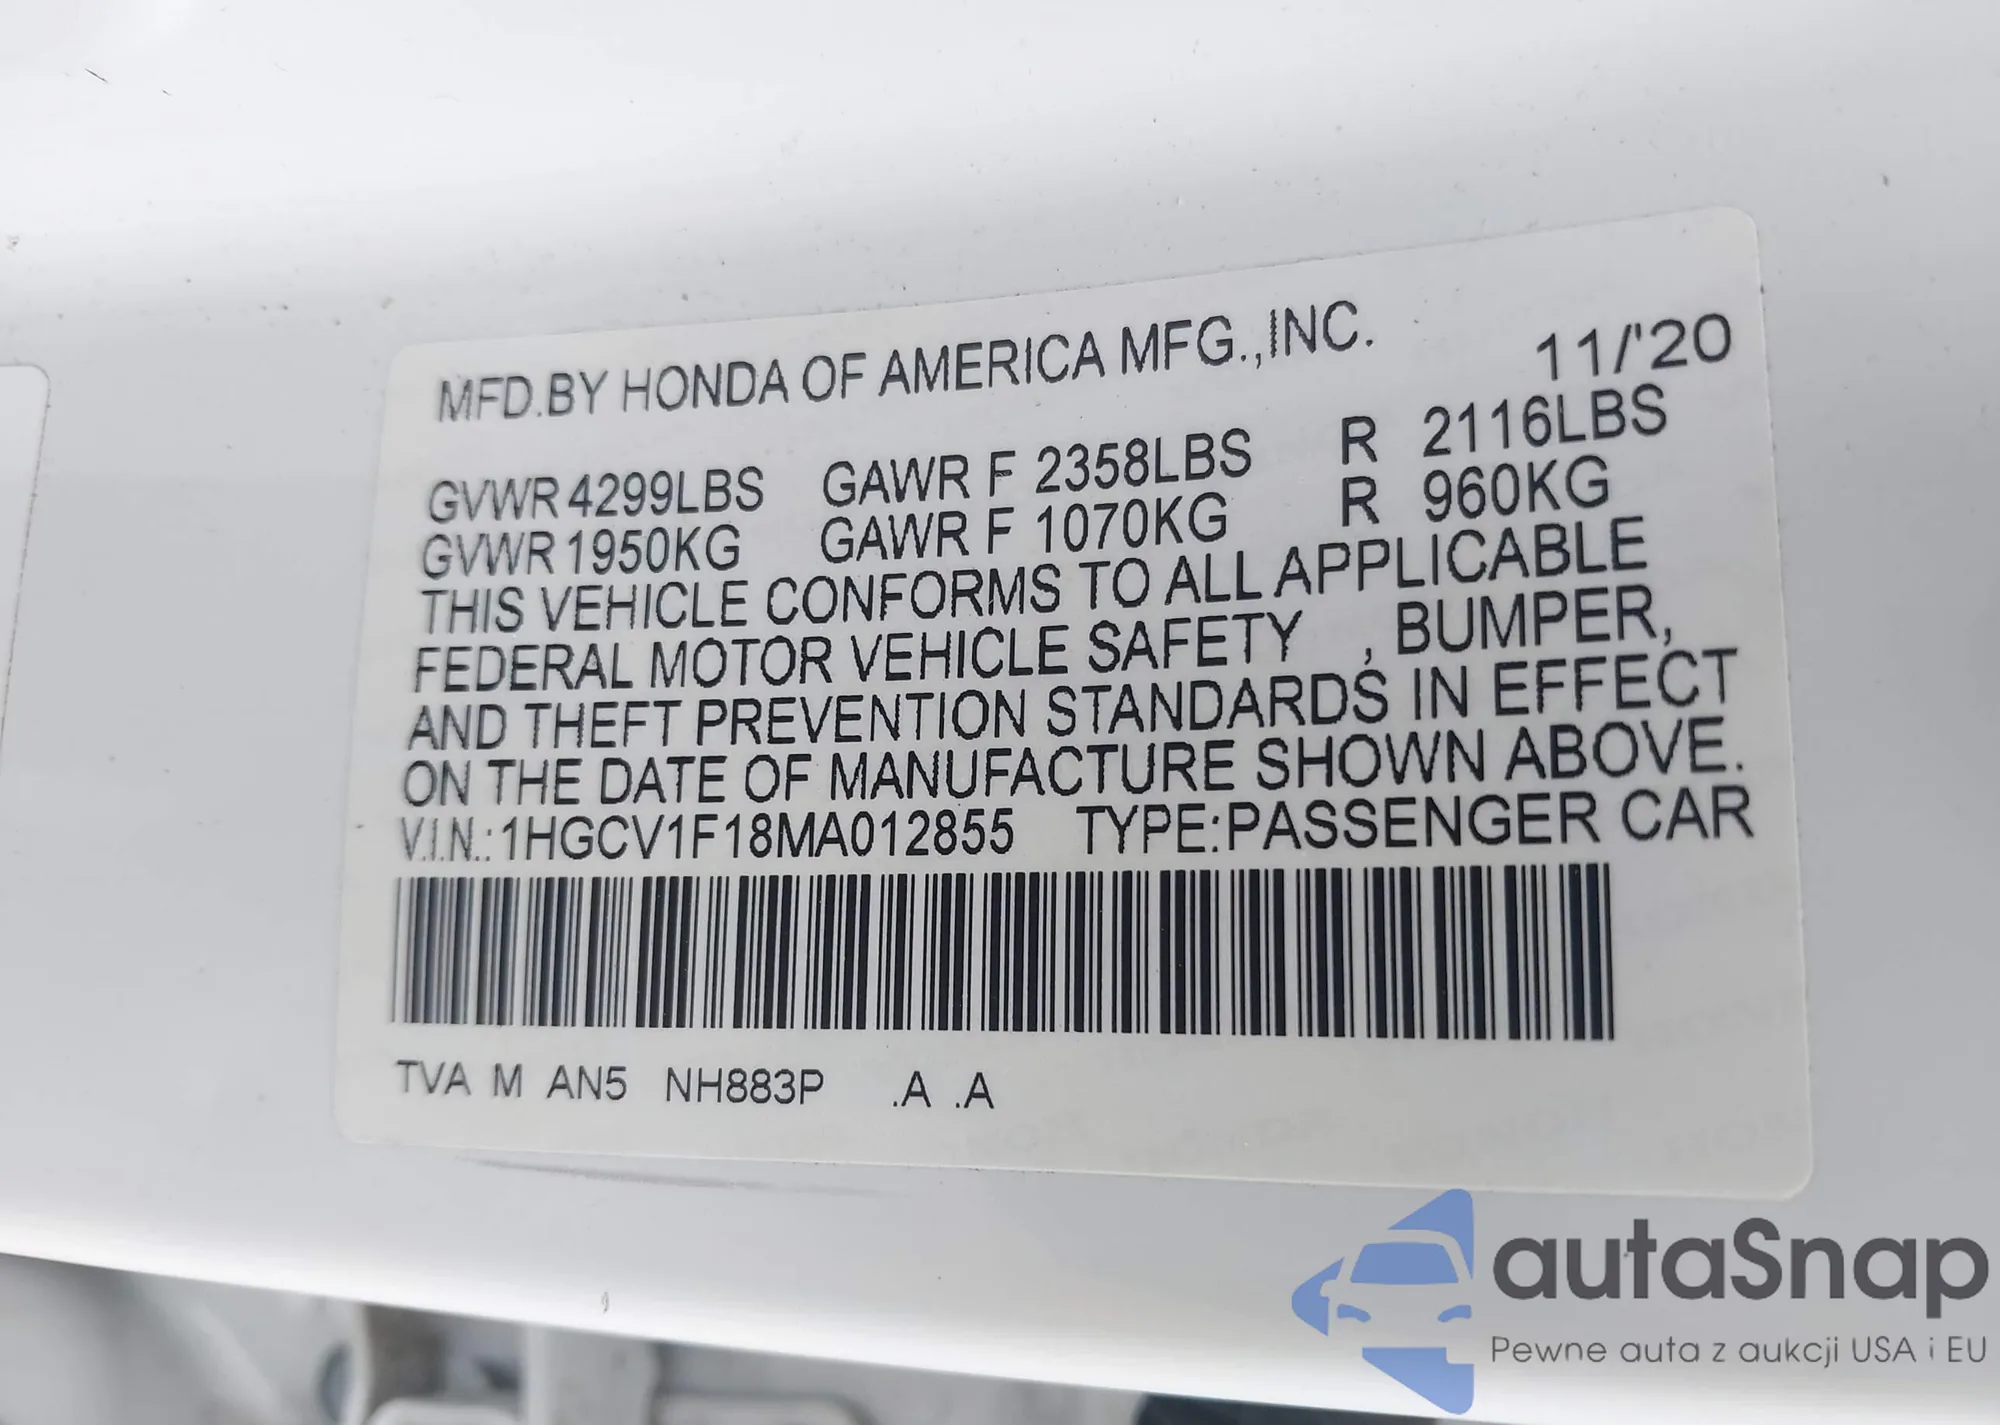 MFD.BY HONDA OF AMERICA MFG.,INC. 11/'20
GVWR 4299LBS GAWR F 2358LBS R 2116LBS
GVWR 1950KG GAWR F 1070KG R 960KG
THIS VEHICLE CONFORMS TO ALL APPLICABLE
FEDERAL MOTOR VEHICLE SAFETY , BUMPER,
AND THEFT PREVENTION STANDARDS IN EFFECT
ON THE DATE OF MANUFACTURE SHOWN ABOVE.
V.I.N.: 1HGCV1F18MA012855 TYPE:PASSENGER CAR
TVA M AN5 NH883P .A .A
autaSnap
Pewne auta z aukcji USA i EU